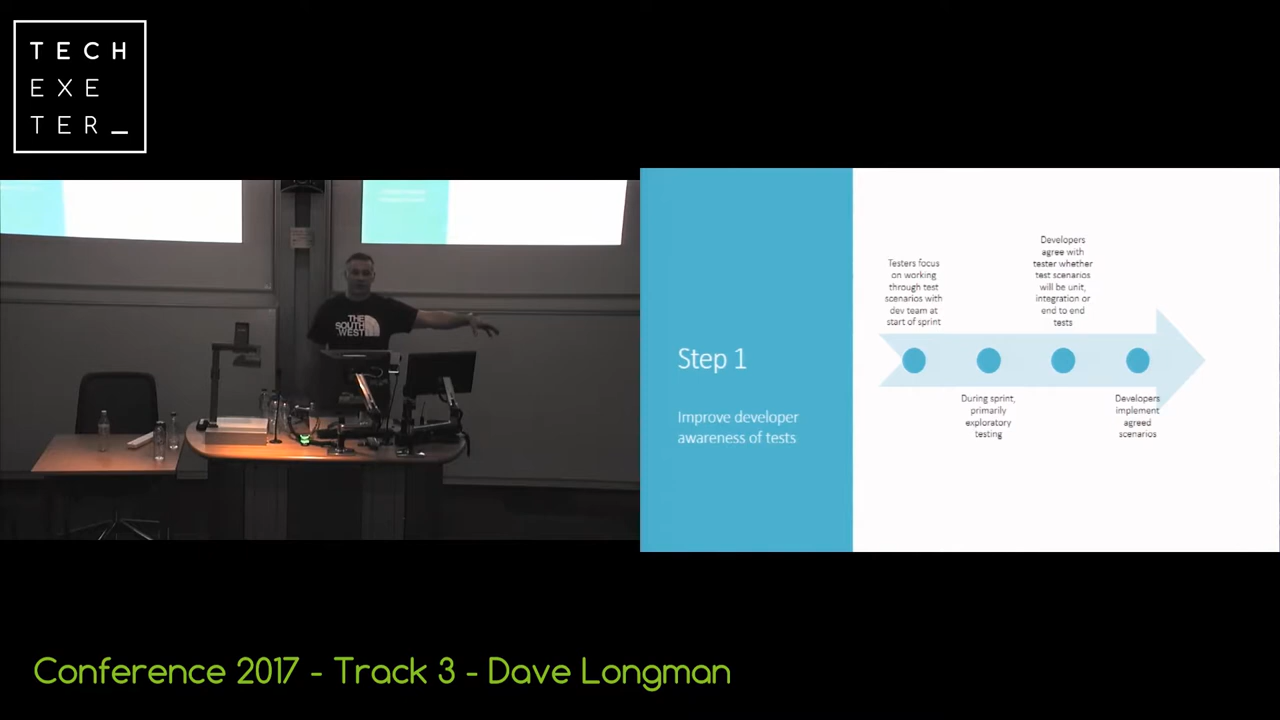 TECH
EXE
TER_
THE
SOUTH
WEST
Step 1
Improve developer
awareness of tests
Testers focus
on working
through test
scenarios with
dev team at
start of sprint
During sprint,
primarily
exploratory
testing
Developers
agree with
tester whether
test scenarios
will be unit,
integration or
end to end
tests
Developers
implement
agreed
scenarios
Conference 2017 - Track 3 - Dave Longman